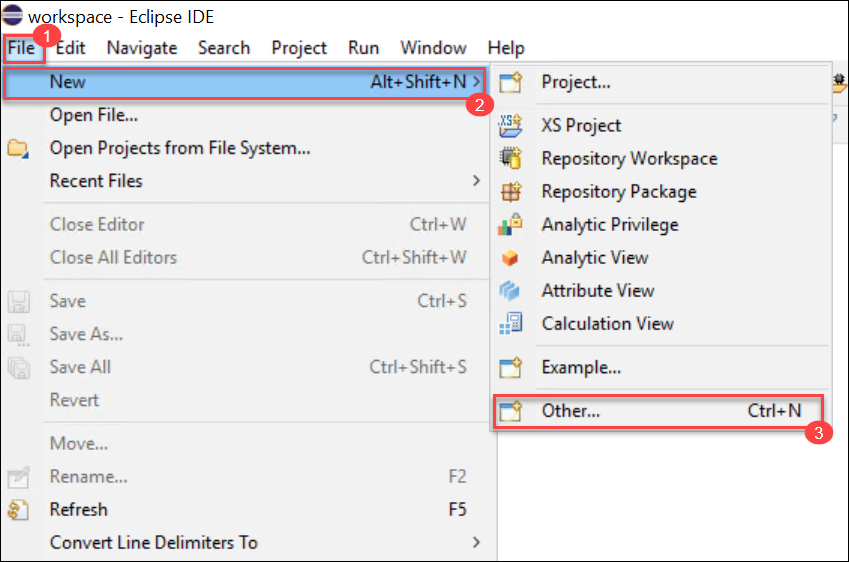 workspace - Eclipse IDE
1
File Edit Navigate Search Project Run Window Help
New Alt+Shift+N
2
Open File...
Open Projects from File System...
Recent Files
Close Editor Ctrl+W
Close All Editors Ctrl+Shift+W
Save Ctrl+S
Save As...
Save All Ctrl+Shift+S
Revert
Move...
Rename... F2
Refresh F5
Convert Line Delimiters To
Project...
XS XS Project
Repository Workspace
Repository Package
Analytic Privilege
Analytic View
Attribute View
Calculation View
Example...
Other... Ctrl+N
3